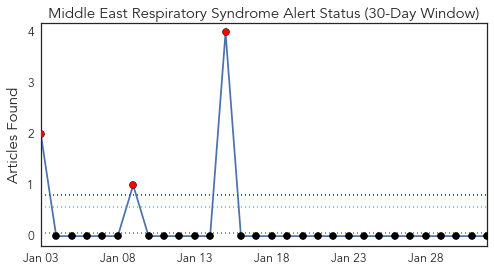 Middle East Respiratory Syndrome Alert Status (30-Day Window)
Articles Found
4
3
2
1
0
Jan 03 Jan 08 Jan 13 Jan 18 Jan 23 Jan 28